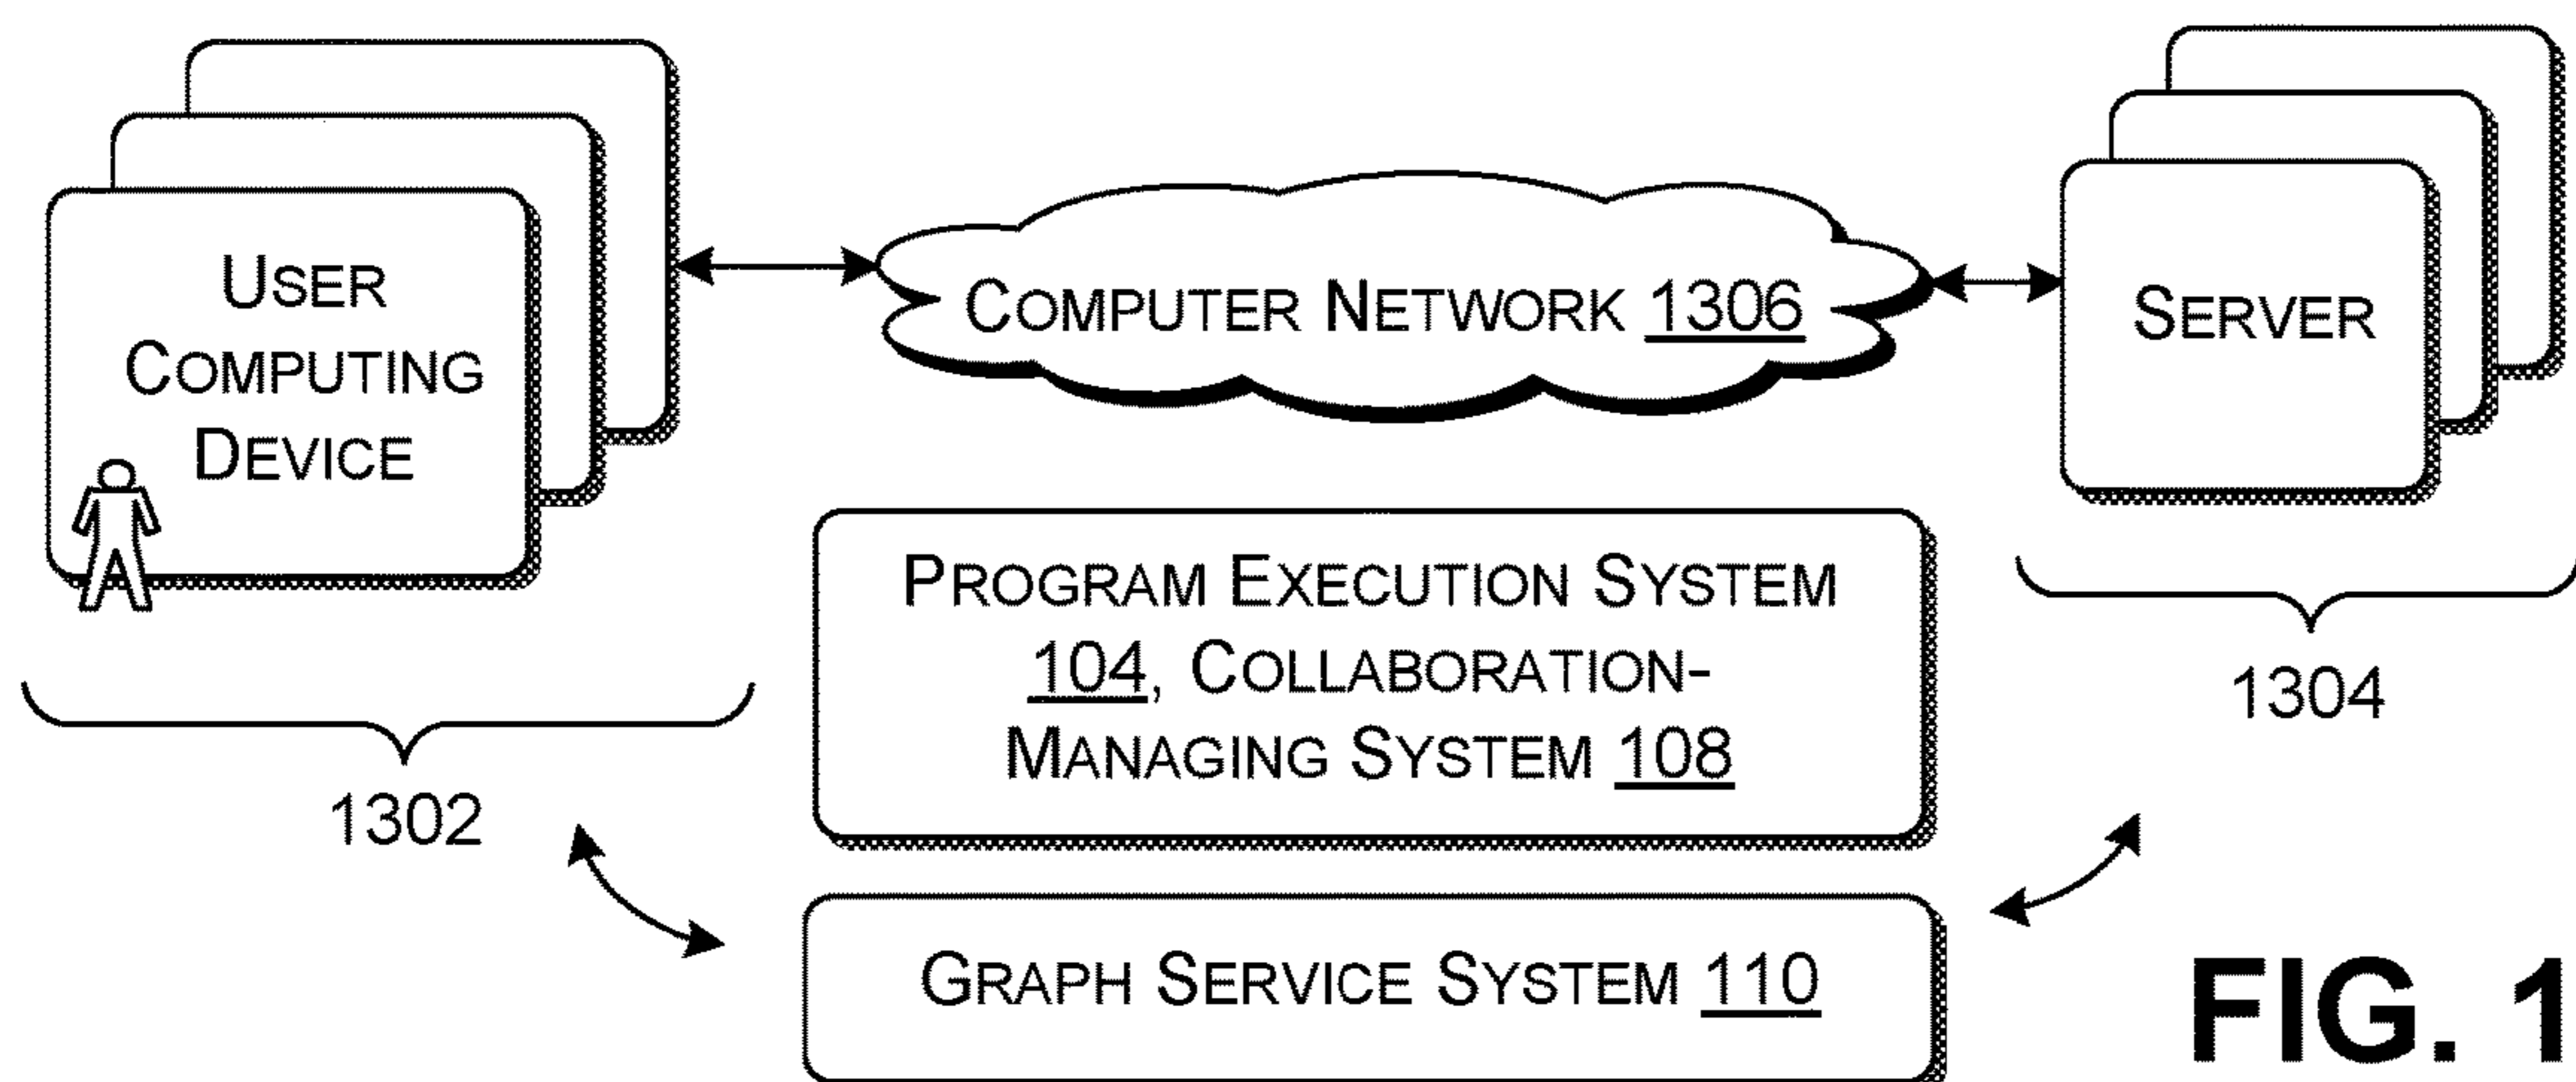 USER
COMPUTING
DEVICE
COMPUTER NETWORK 1306
SERVER
PROGRAM EXECUTION SYSTEM
104, COLLABORATION-
MANAGING SYSTEM 108
1302
1304
GRAPH SERVICE SYSTEM 110
FIG. 1